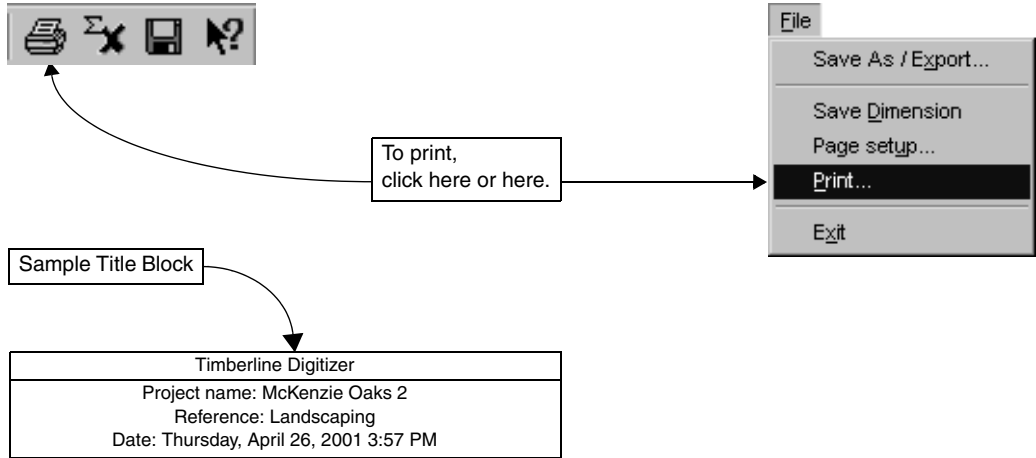 Σx ?
File
Save As / Export...
Save Dimension
Page setup...
Print...
Exit
To print,
click here or here.
Sample Title Block
Timberline Digitizer
Project name: McKenzie Oaks 2
Reference: Landscaping
Date: Thursday, April 26, 2001 3:57 PM